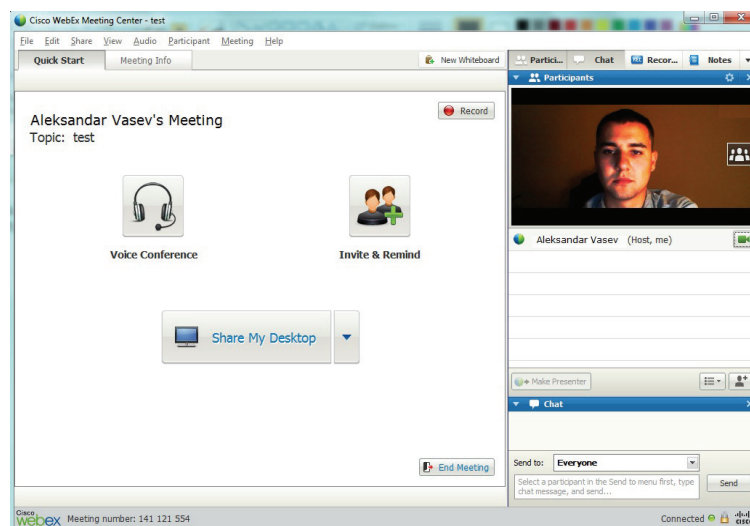 Cisco WebEx Meeting Center - test
File Edit Share View Audio Participant Meeting Help
Quick Start Meeting Info New Whiteboard
Partici... Chat Recor... Notes
Participants
Aleksandar Vasev's Meeting
Record
Topic: test
Voice Conference Invite & Remind
Aleksandar Vasev (Host, me)
Share My Desktop
Make Presenter
Chat
End Meeting
Send to: Everyone
Select a participant in the Send to menu first, type
chat message, and send...
Send
Cisco
webex Meeting number: 141 121 554
Connected